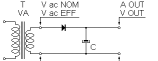 T V ac NOM A OUT
VA V ac EFF V OUT
C